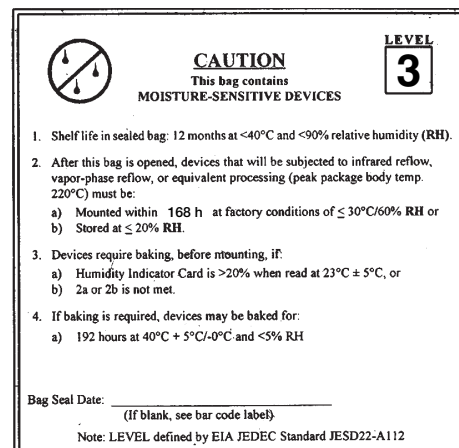 LEVEL
3
CAUTION
This bag contains
MOISTURE-SENSITIVE DEVICES
1. Shelf life in sealed bag: 12 months at <40°C and <90% relative humidity (RH).
2. After this bag is opened, devices that will be subjected to infrared reflow,
vapor-phase reflow, or equivalent processing (peak package body temp.
220°C) must be:
a) Mounted within 168 h at factory conditions of ≤ 30°C/60% RH or
b) Stored at ≤ 20% RH.
3. Devices require baking, before mounting, if:
a) Humidity Indicator Card is >20% when read at 23°C ± 5°C, or
b) 2a or 2b is not met.
4. If baking is required, devices may be baked for:
a) 192 hours at 40°C + 5°C/-0°C and <5% RH
Bag Seal Date:
(If blank, see bar code label)
Note: LEVEL defined by EIA JEDEC Standard JESD22-A112